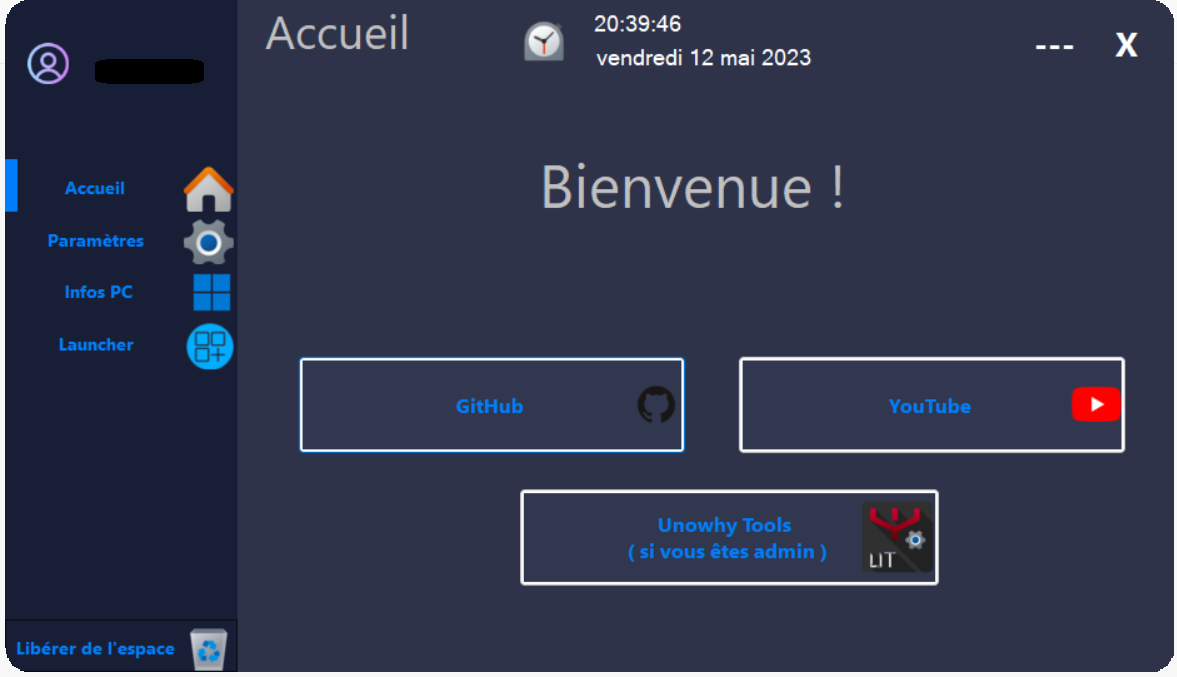 Accueil
20:39:46
vendredi 12 mai 2023
--- X
Accueil
Paramètres
Infos PC
Launcher
Libérer de l'espace
Bienvenue !
GitHub
YouTube
Unowhy Tools
( si vous êtes admin )
LIT